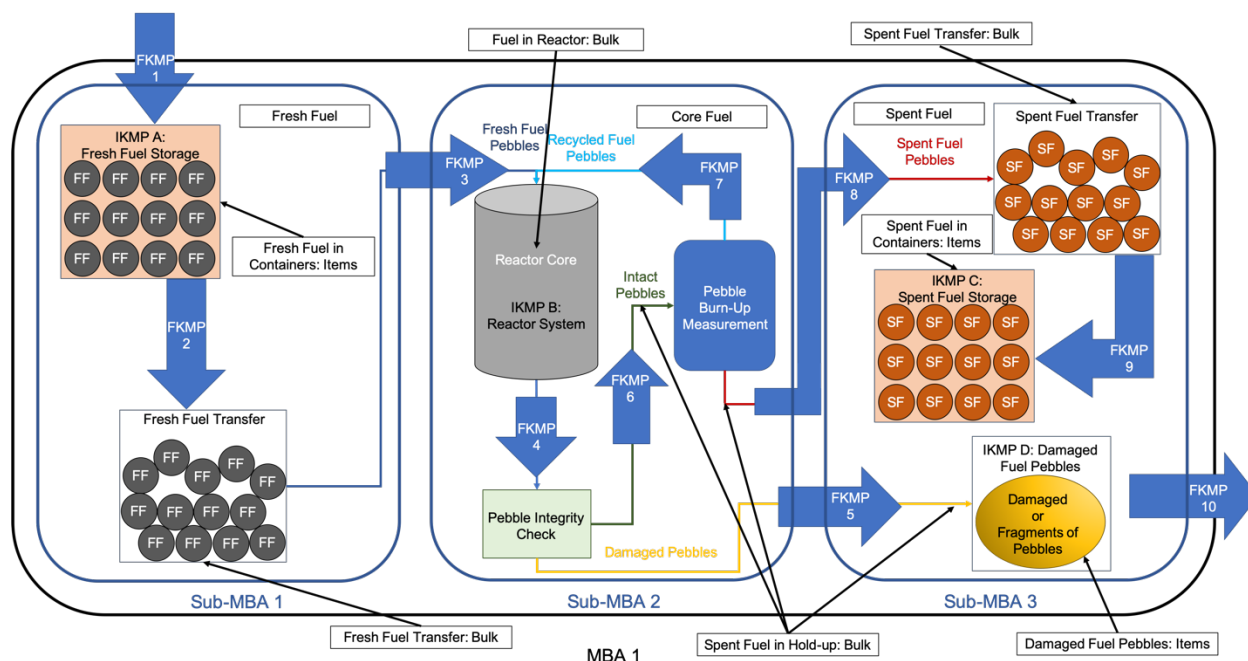 Fuel in Reactor: Bulk
Spent Fuel Transfer: Bulk
FKMP
1
Fresh Fuel
IKMP A:
Fresh Fuel Storage
FF FF FF FF
FF FF FF FF
FF FF FF FF
Fresh Fuel in
Containers: Items
FKMP
2
Fresh Fuel Transfer
FF FF
FF FF FF
FF FF FF FF
FF FF FF FF
Fresh Fuel Transfer: Bulk
Sub-MBA 1
FKMP
3
Fresh Fuel
Pebbles
Recycled Fuel
Pebbles
Core Fuel
FKMP
7
Reactor Core
IKMP B:
Reactor System
Intact
Pebbles
Pebble
Burn-Up
Measurement
FKMP
4
FKMP
6
Pebble Integrity
Check
Damaged Pebbles
Sub-MBA 2
Spent Fuel in Hold-up: Bulk
FKMP
8
Spent Fuel
Spent Fuel
Pebbles
Spent Fuel Transfer
SF SF
SF SF SF
SF SF SF SF
SF SF SF
Spent Fuel in
Containers: Items
IKMP C:
Spent Fuel Storage
SF SF SF SF
SF SF SF SF
SF SF SF SF
FKMP
9
FKMP
5
IKMP D: Damaged
Fuel Pebbles
Damaged
or
Fragments of
Pebbles
FKMP
10
Sub-MBA 3
Damaged Fuel Pebbles: Items
MBA 1